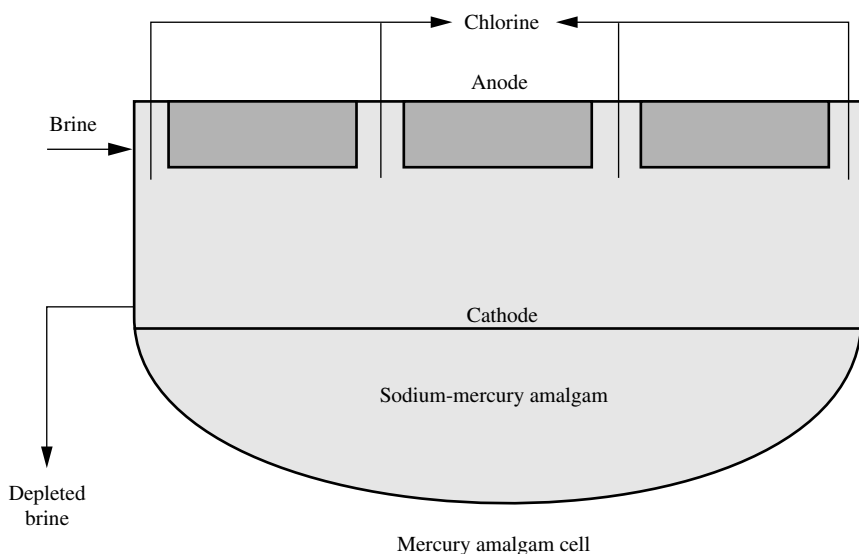 Chlorine
Anode
Brine
Cathode
Sodium-mercury amalgam
Depleted
brine
Mercury amalgam cell